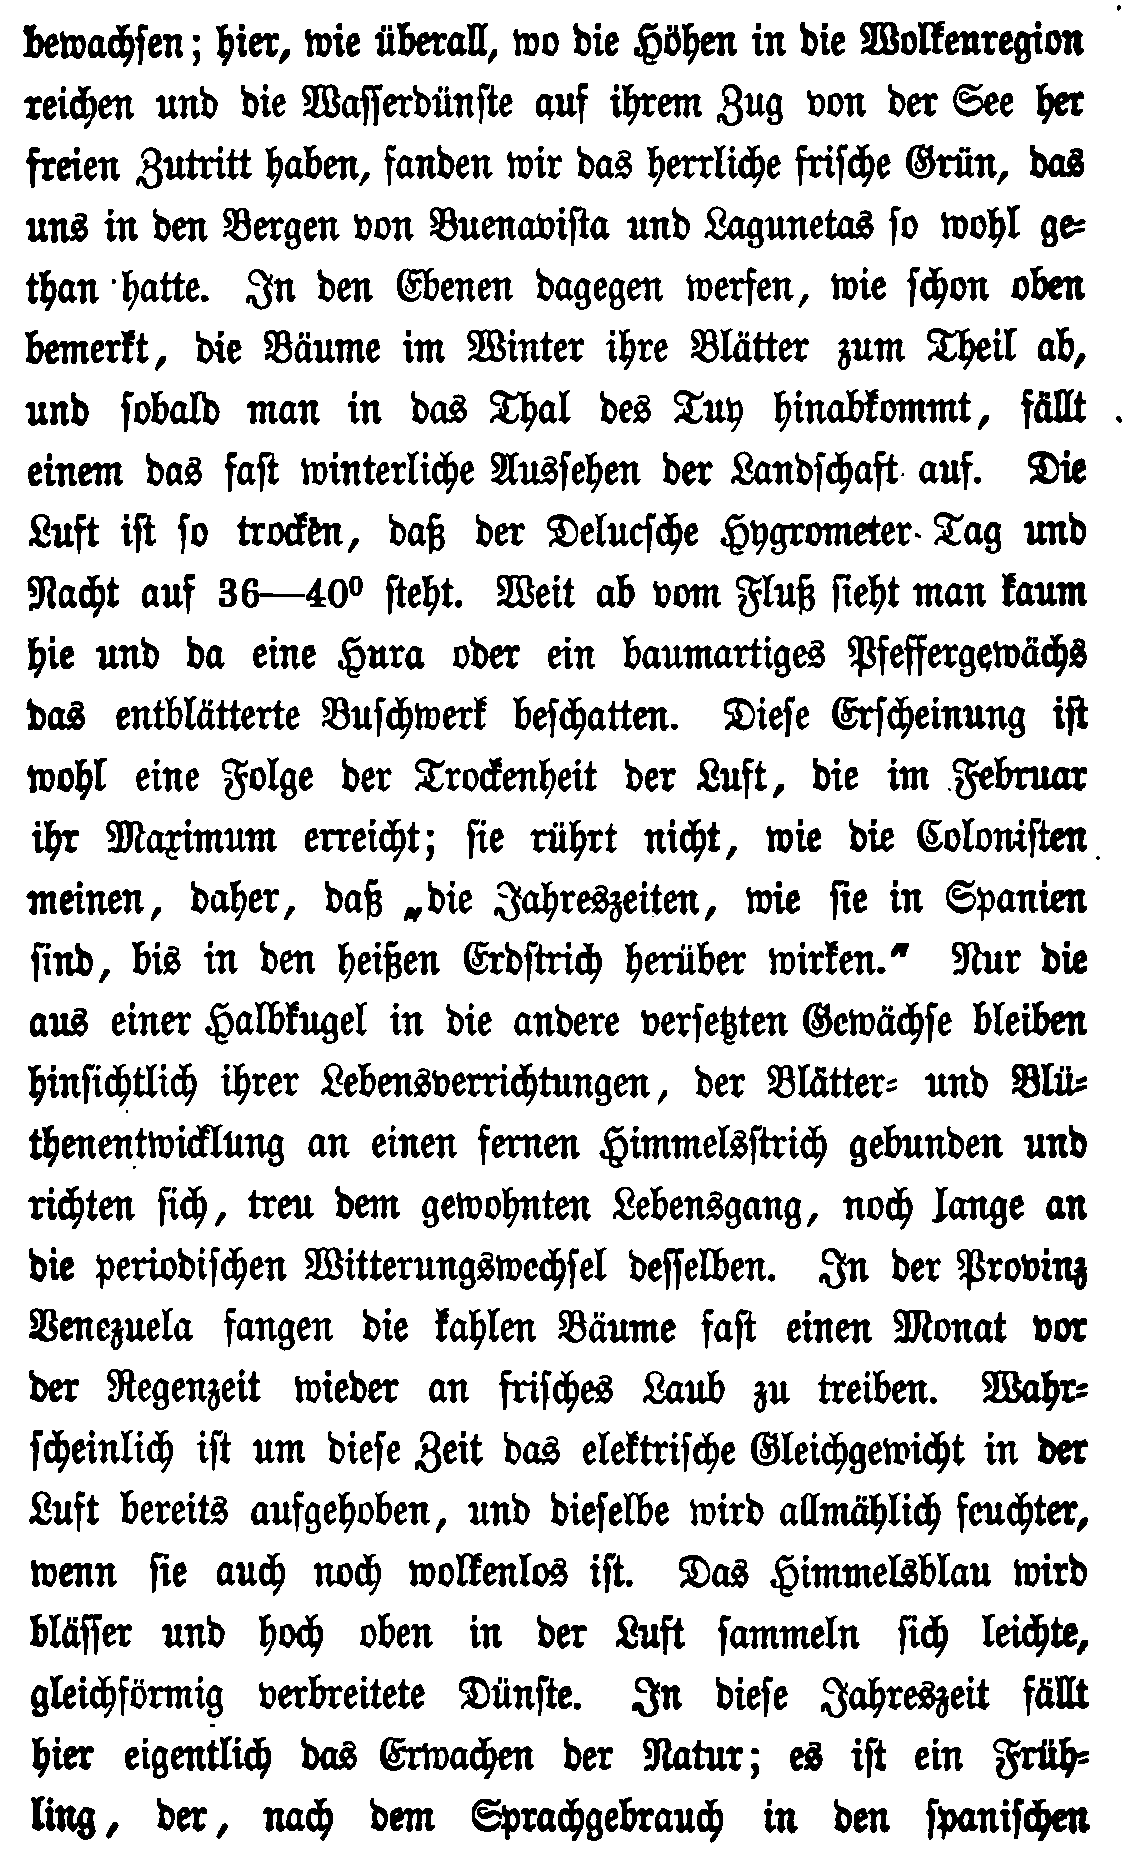 bewachſen; hier, wie überall, wo die Höhen in die Wolkenregion
reichen und die Waſſerdünſte auf ihrem Zug von der See her
freien Zutritt haben, fanden wir das herrliche friſche Grün, das
uns in den Bergen von Buenaviſta und Lagunetas ſo wohl ge⸗
than hatte. In den Ebenen dagegen werfen, wie ſchon oben
bemerkt, die Bäume im Winter ihre Blätter zum Theil ab,
und ſobald man in das Thal des Tuy hinabkommt, fällt
einem das faſt winterliche Ausſehen der Landſchaft auf. Die
Luft iſt ſo trocken, daß der Delucſche Hygrometer Tag und
Nacht auf 36—40⁰ ſteht. Weit ab vom Fluß ſieht man kaum
hie und da eine Hura oder ein baumartiges Pfeffergewächs
das entblätterte Buſchwerk beſchatten. Dieſe Erſcheinung iſt
wohl eine Folge der Trockenheit der Luft, die im Februar
ihr Maximum erreicht; ſie rührt nicht, wie die Coloniſten
meinen, daher, daß „die Jahreszeiten, wie ſie in Spanien
ſind, bis in den heißen Erdſtrich herüber wirken.“ Nur die
aus einer Halbkugel in die andere verſetzten Gewächſe bleiben
hinſichtlich ihrer Lebensverrichtungen, der Blätter⸗ und Blü⸗
thenentwicklung an einen fernen Himmelsſtrich gebunden und
richten ſich, treu dem gewohnten Lebensgang, noch lange an
die periodiſchen Witterungswechſel deſſelben. In der Provinz
Venezuela fangen die kahlen Bäume faſt einen Monat vor
der Regenzeit wieder an friſches Laub zu treiben. Wahr⸗
ſcheinlich iſt um dieſe Zeit das elektriſche Gleichgewicht in der
Luft bereits aufgehoben, und dieſelbe wird allmählich feuchter,
wenn ſie auch noch wolkenlos iſt. Das Himmelsblau wird
bläſſer und hoch oben in der Luft ſammeln ſich leichte,
gleichförmig verbreitete Dünſte. In dieſe Jahreszeit fällt
hier eigentlich das Erwachen der Natur; es iſt ein Früh⸗
ling, der, nach dem Sprachgebrauch in den ſpaniſchen